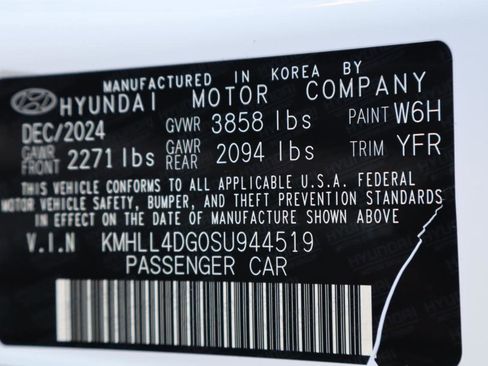 MANUFACTURED IN KOREA BY
HYUNDAI MOTOR COMPANY
DEC/2024 GVWR 3858 lbs PAINT W6H
GAWR FRONT 2271 lbs GAWR REAR 2094 lbs TRIM YFR
THIS VEHICLE CONFORMS TO ALL APPLICABLE U.S.A. FEDERAL
MOTOR VEHICLE SAFETY, BUMPER, AND THEFT PREVENTION STANDARDS
IN EFFECT ON THE DATE OF MANUFACTURE SHOWN ABOVE
V.I.N KMHLL4DG0SU944519
PASSENGER CAR